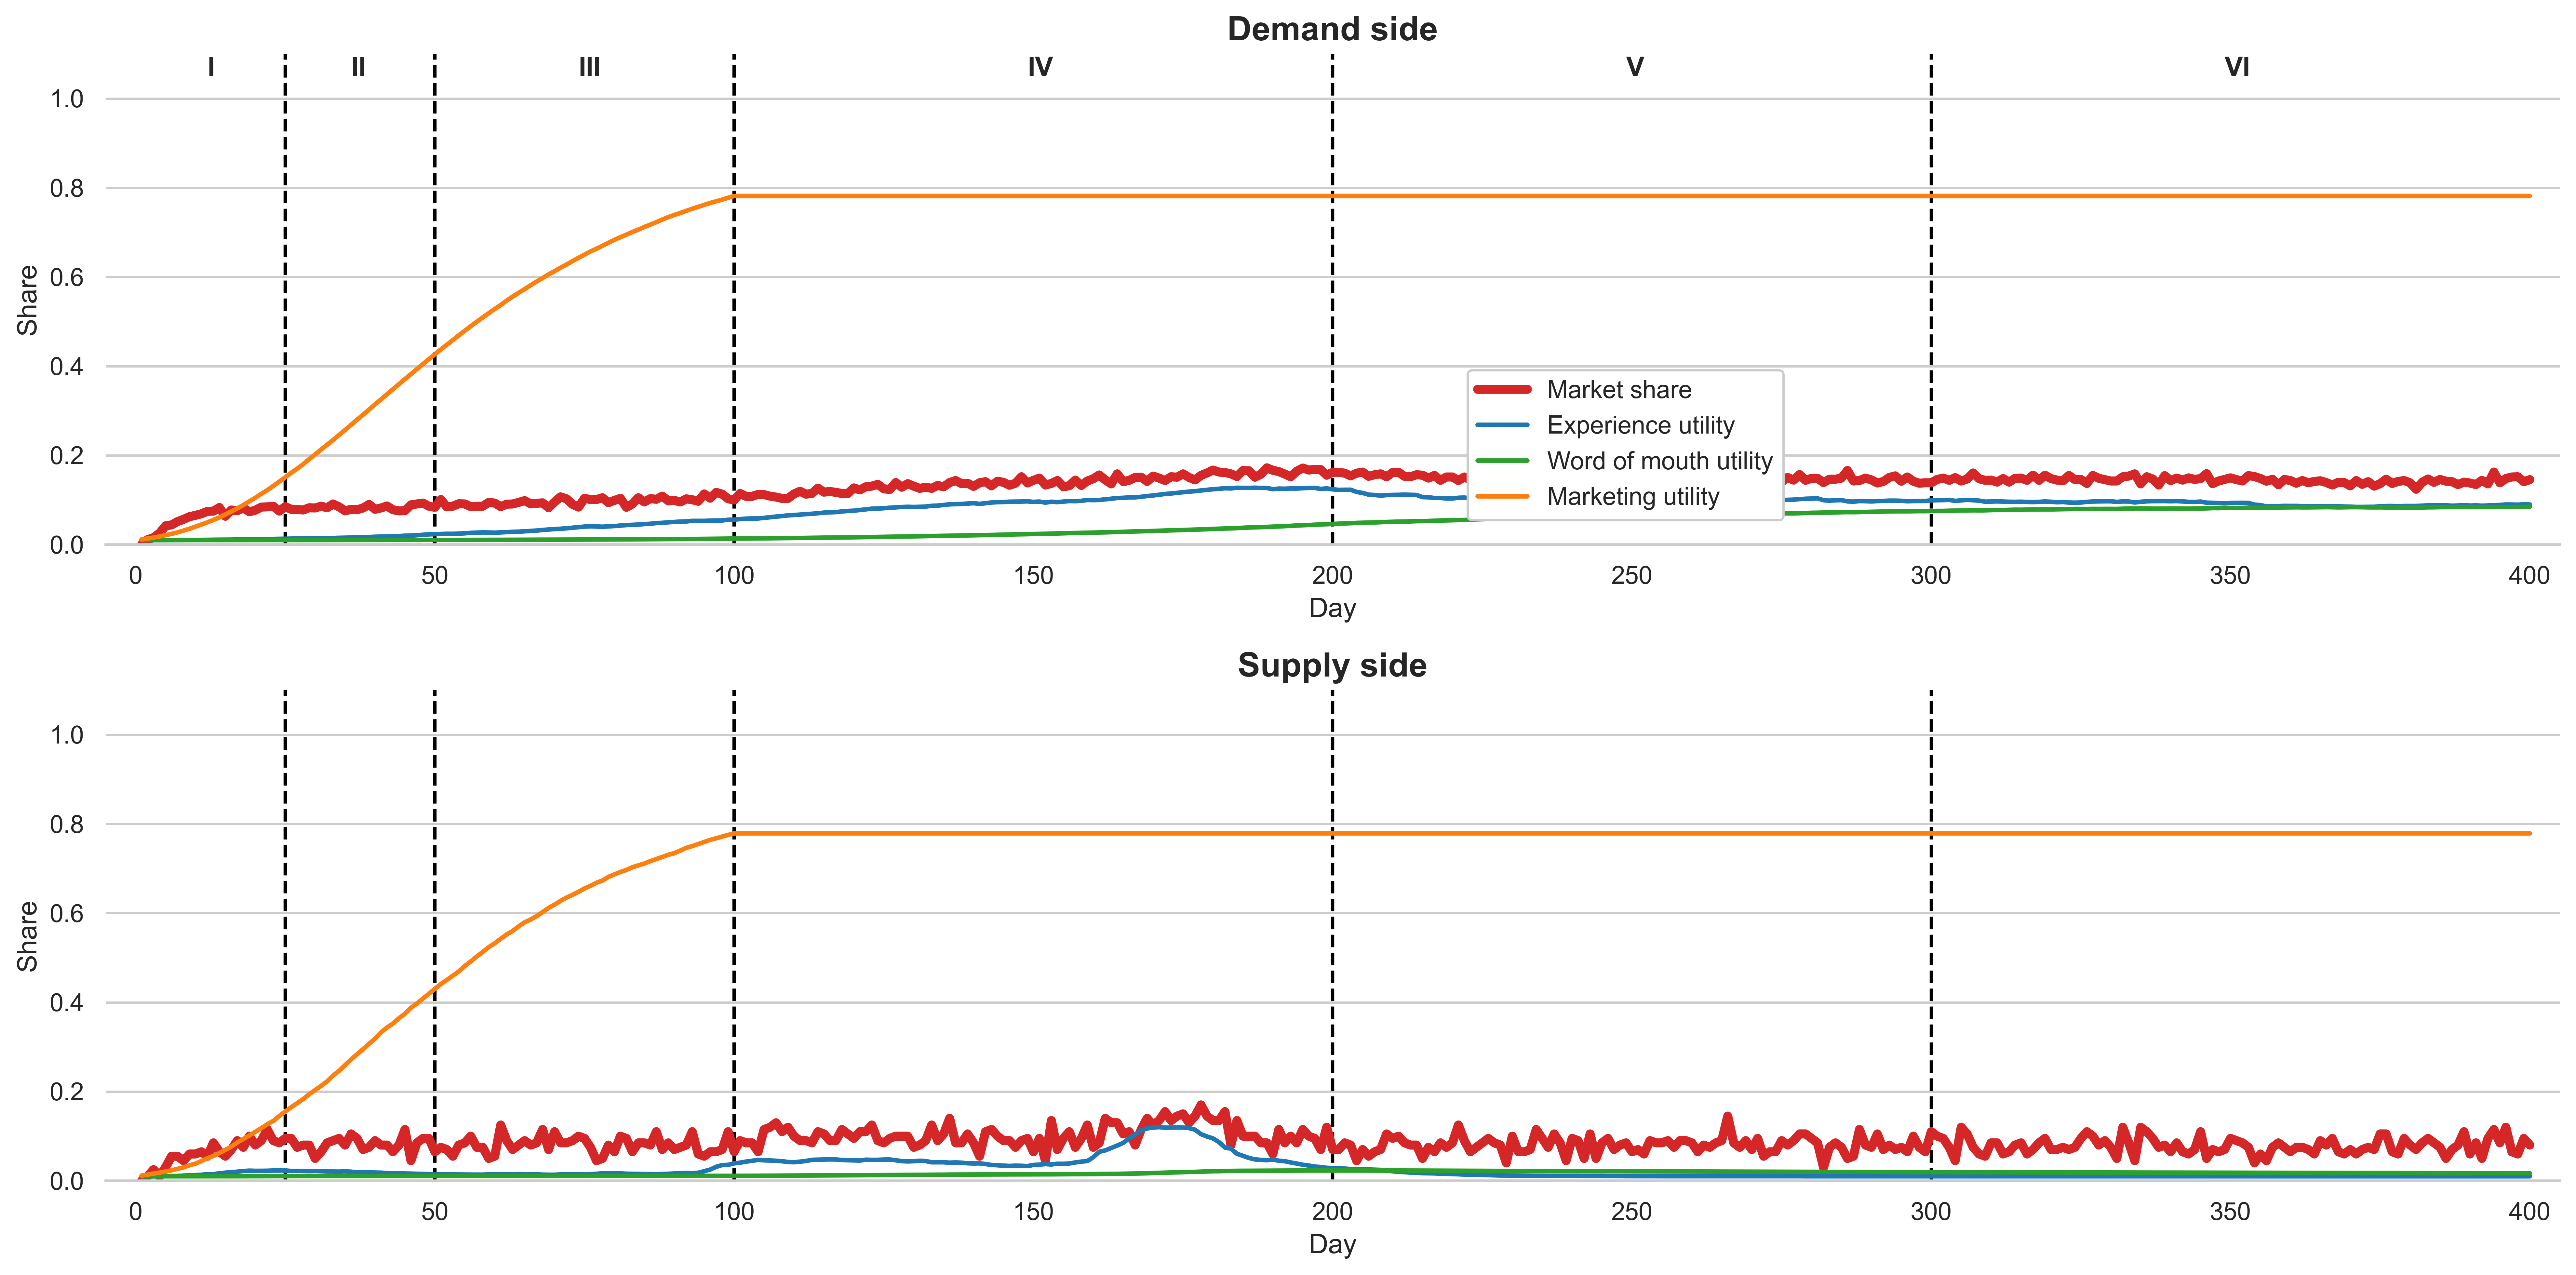 Demand side
I II III IV V VI
1.0
0.8
0.6
0.4
0.2
0.0
Share
Market share
Experience utility
Word of mouth utility
Marketing utility
0 50 100 150 200 250 300 350 400
Day
Supply side
1.0
0.8
0.6
0.4
0.2
0.0
Share
0 50 100 150 200 250 300 350 400
Day